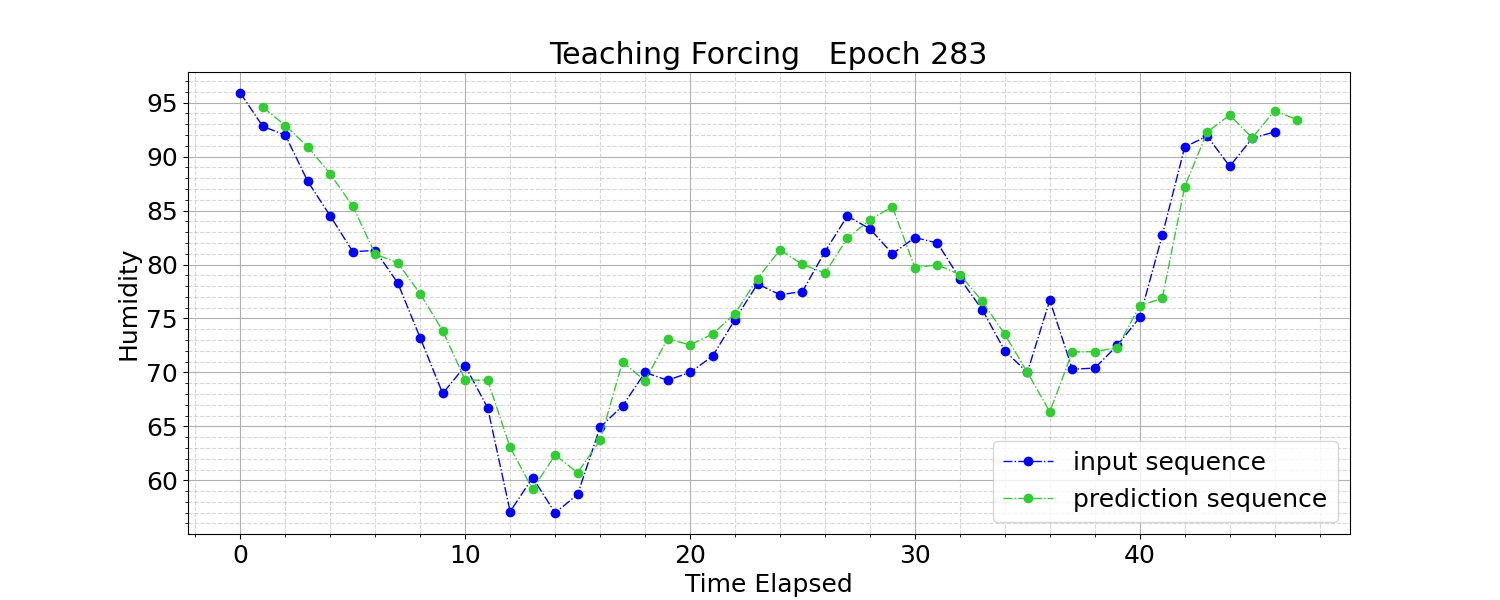 Teaching Forcing   Epoch 283
95
90
85
80
75
70
65
60
Humidity
0 10 20 30 40
Time Elapsed
input sequence
prediction sequence